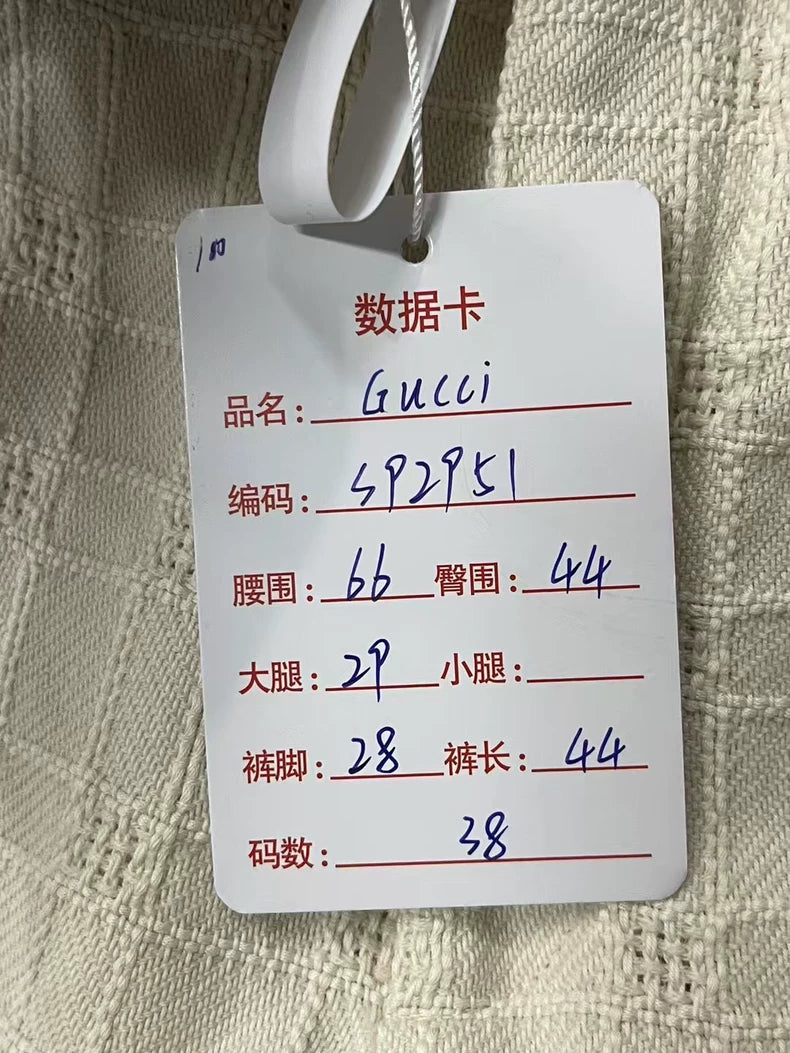 100
数据卡
品名: Gucci
编码: S92951
腰围: 66 臀围: 44
大腿: 29 小腿:
裤脚: 28 裤长: 44
码数: 38